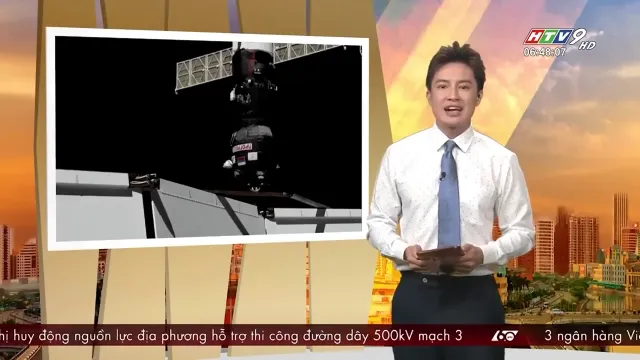 HTV9 HD
06:48:07
hị huy động nguồn lực địa phương hỗ trợ thi công đường dây 500kV mạch 3 60 3 ngân hàng Vi